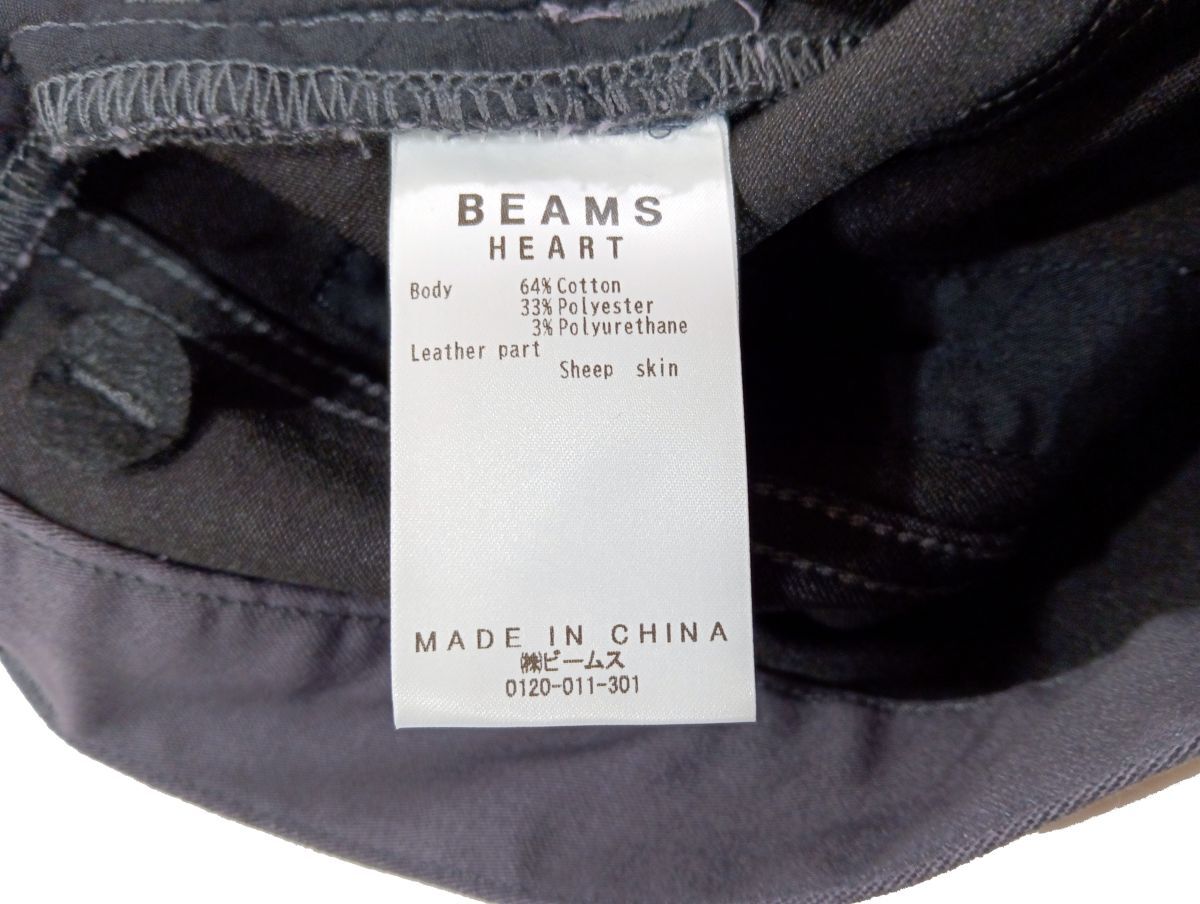 BEAMS
HEART
Body 64% Cotton
33% Polyester
3% Polyurethane
Leather part
Sheep skin
MADE IN CHINA
㈱ビームス
0120-011-301